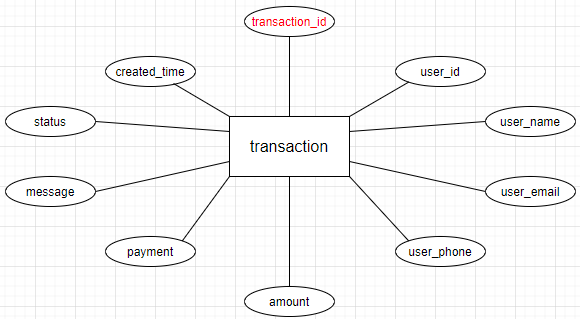 transaction_id
created_time
user_id
status
user_name
transaction
message
user_email
payment
user_phone
amount